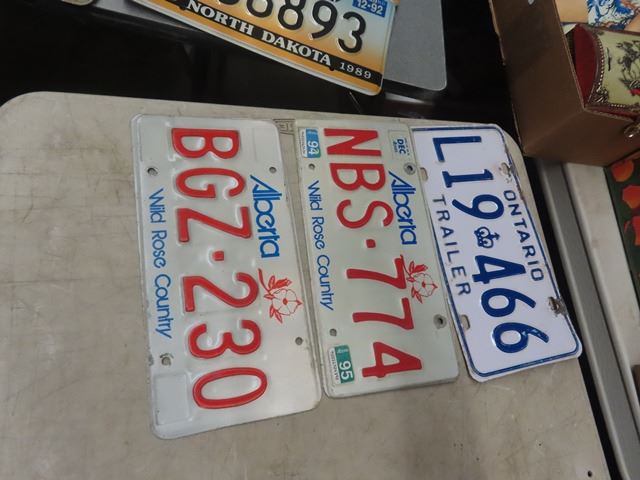 12-92
6893
NORTH DAKOTA 1989
Alberta
BGZ·230
Wild Rose Country
94 DEC
Alberta
NBS·774
Wild Rose Country
95
ONTARIO
L19 466
TRAILER